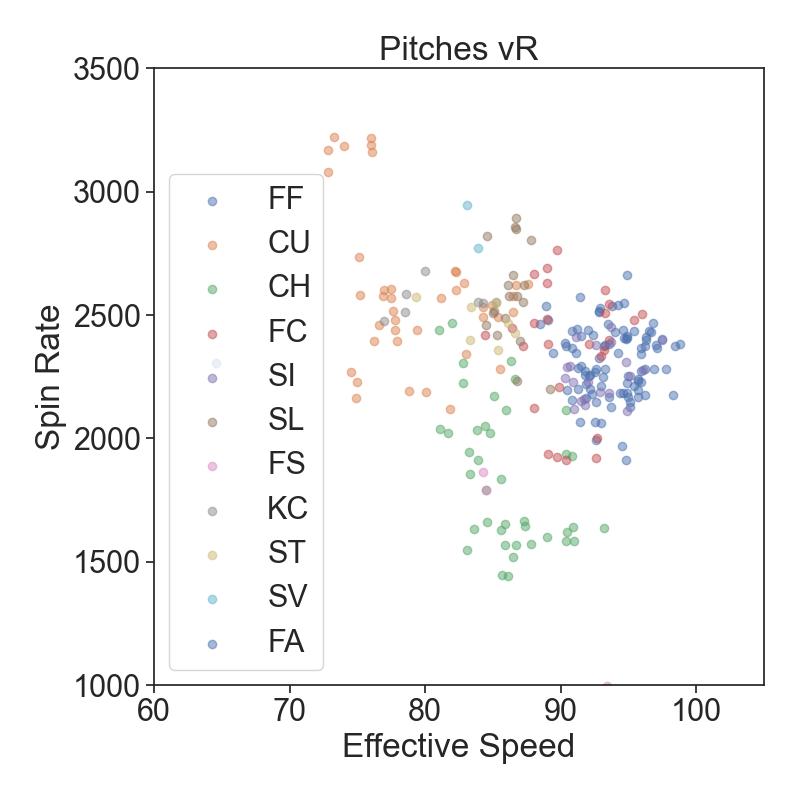 Pitches vR
3500
3000
2500
2000
1500
1000
Spin Rate
FF
CU
CH
FC
SI
SL
FS
KC
ST
SV
FA
60 70 80 90 100
Effective Speed